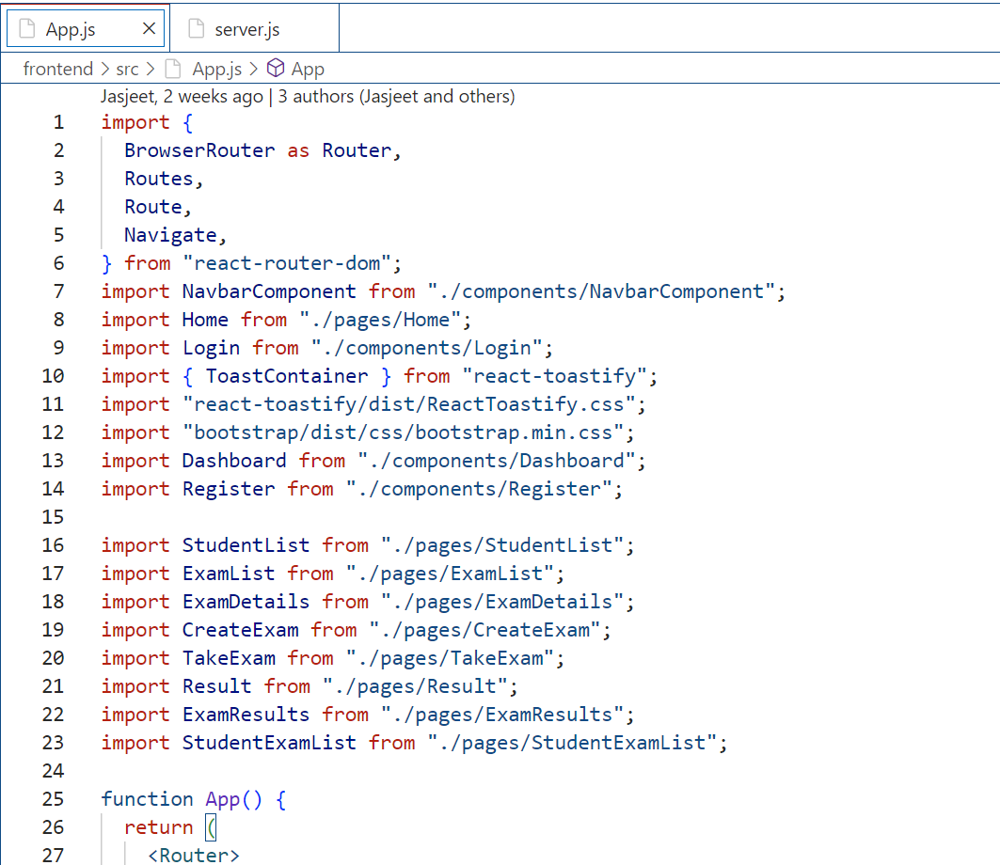 App.js
server.js
frontend > src > App.js > App
Jasjeet, 2 weeks ago | 3 authors (Jasjeet and others)
1 import {
2 BrowserRouter as Router,
3 Routes,
4 Route,
5 Navigate,
6 } from "react-router-dom";
7 import NavbarComponent from "./components/NavbarComponent";
8 import Home from "./pages/Home";
9 import Login from "./components/Login";
10 import { ToastContainer } from "react-toastify";
11 import "react-toastify/dist/ReactToastify.css";
12 import "bootstrap/dist/css/bootstrap.min.css";
13 import Dashboard from "./components/Dashboard";
14 import Register from "./components/Register";
15
16 import StudentList from "./pages/StudentList";
17 import ExamList from "./pages/ExamList";
18 import ExamDetails from "./pages/ExamDetails";
19 import CreateExam from "./pages/CreateExam";
20 import TakeExam from "./pages/TakeExam";
21 import Result from "./pages/Result";
22 import ExamResults from "./pages/ExamResults";
23 import StudentExamList from "./pages/StudentExamList";
24
25 function App() {
26 return (
27 <Router>